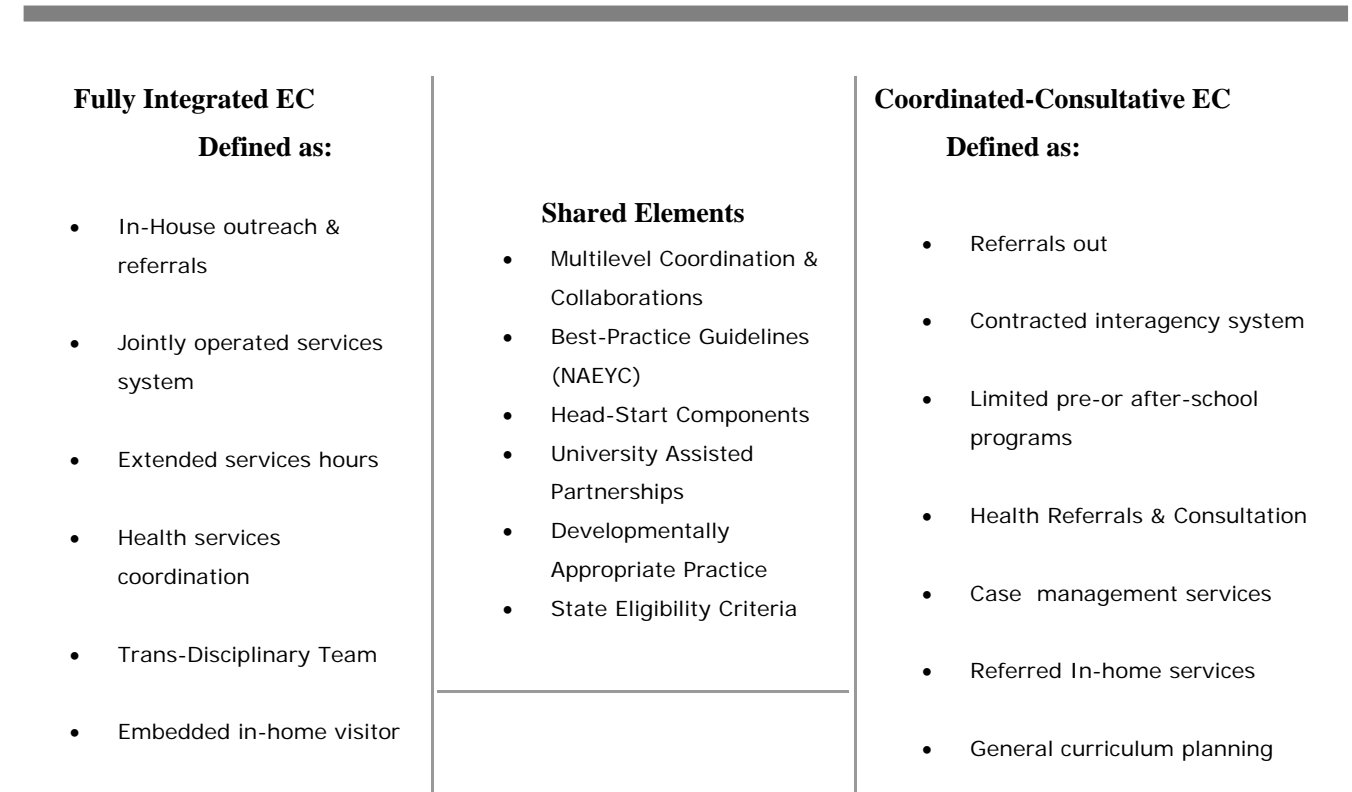 Fully Integrated EC
Defined as:
• In-House outreach &
referrals
• Jointly operated services
system
• Extended services hours
• Health services
coordination
• Trans-Disciplinary Team
• Embedded in-home visitor
Shared Elements
• Multilevel Coordination &
Collaborations
• Best-Practice Guidelines
(NAEYC)
• Head-Start Components
• University Assisted
Partnerships
• Developmentally
Appropriate Practice
• State Eligibility Criteria
Coordinated-Consultative EC
Defined as:
• Referrals out
• Contracted interagency system
• Limited pre-or after-school
programs
• Health Referrals & Consultation
• Case  management services
• Referred In-home services
• General curriculum planning